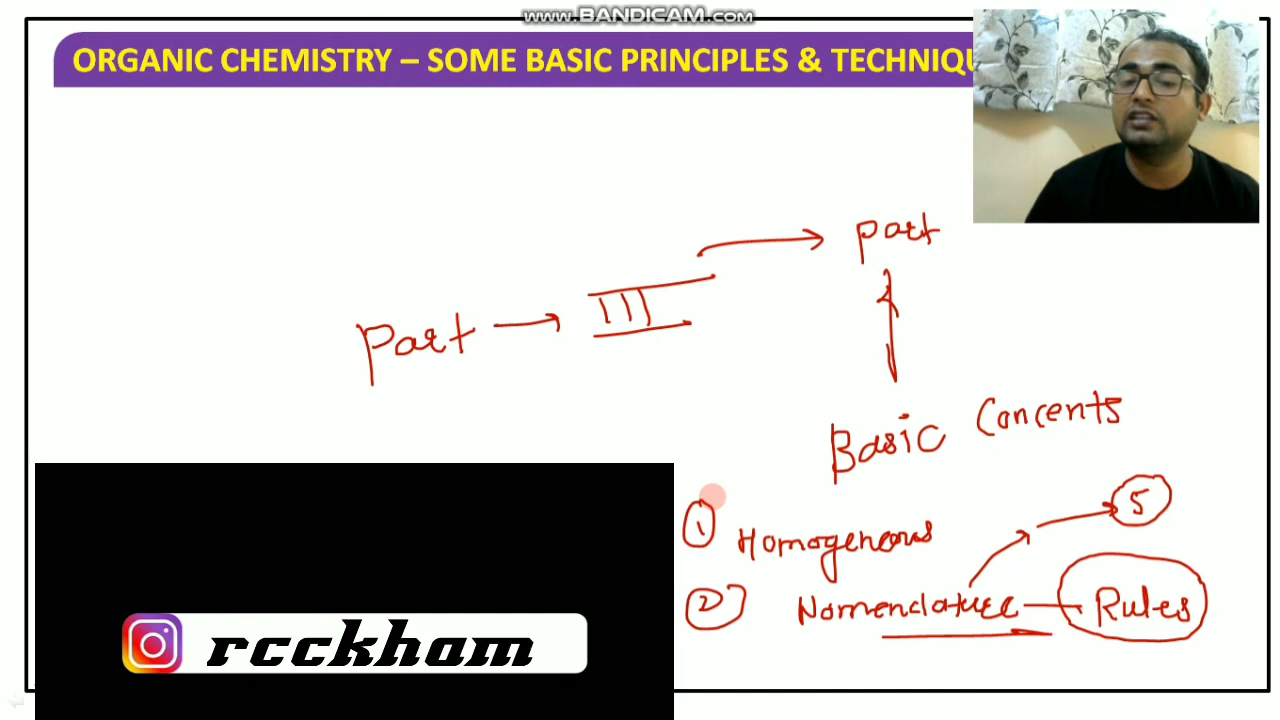 www.BANDICAM.com
ORGANIC CHEMISTRY – SOME BASIC PRINCIPLES & TECHNIQU
part
Part
Basic Concents
1 Homogeneous
5
2 Nomenclature Rules
rcckham